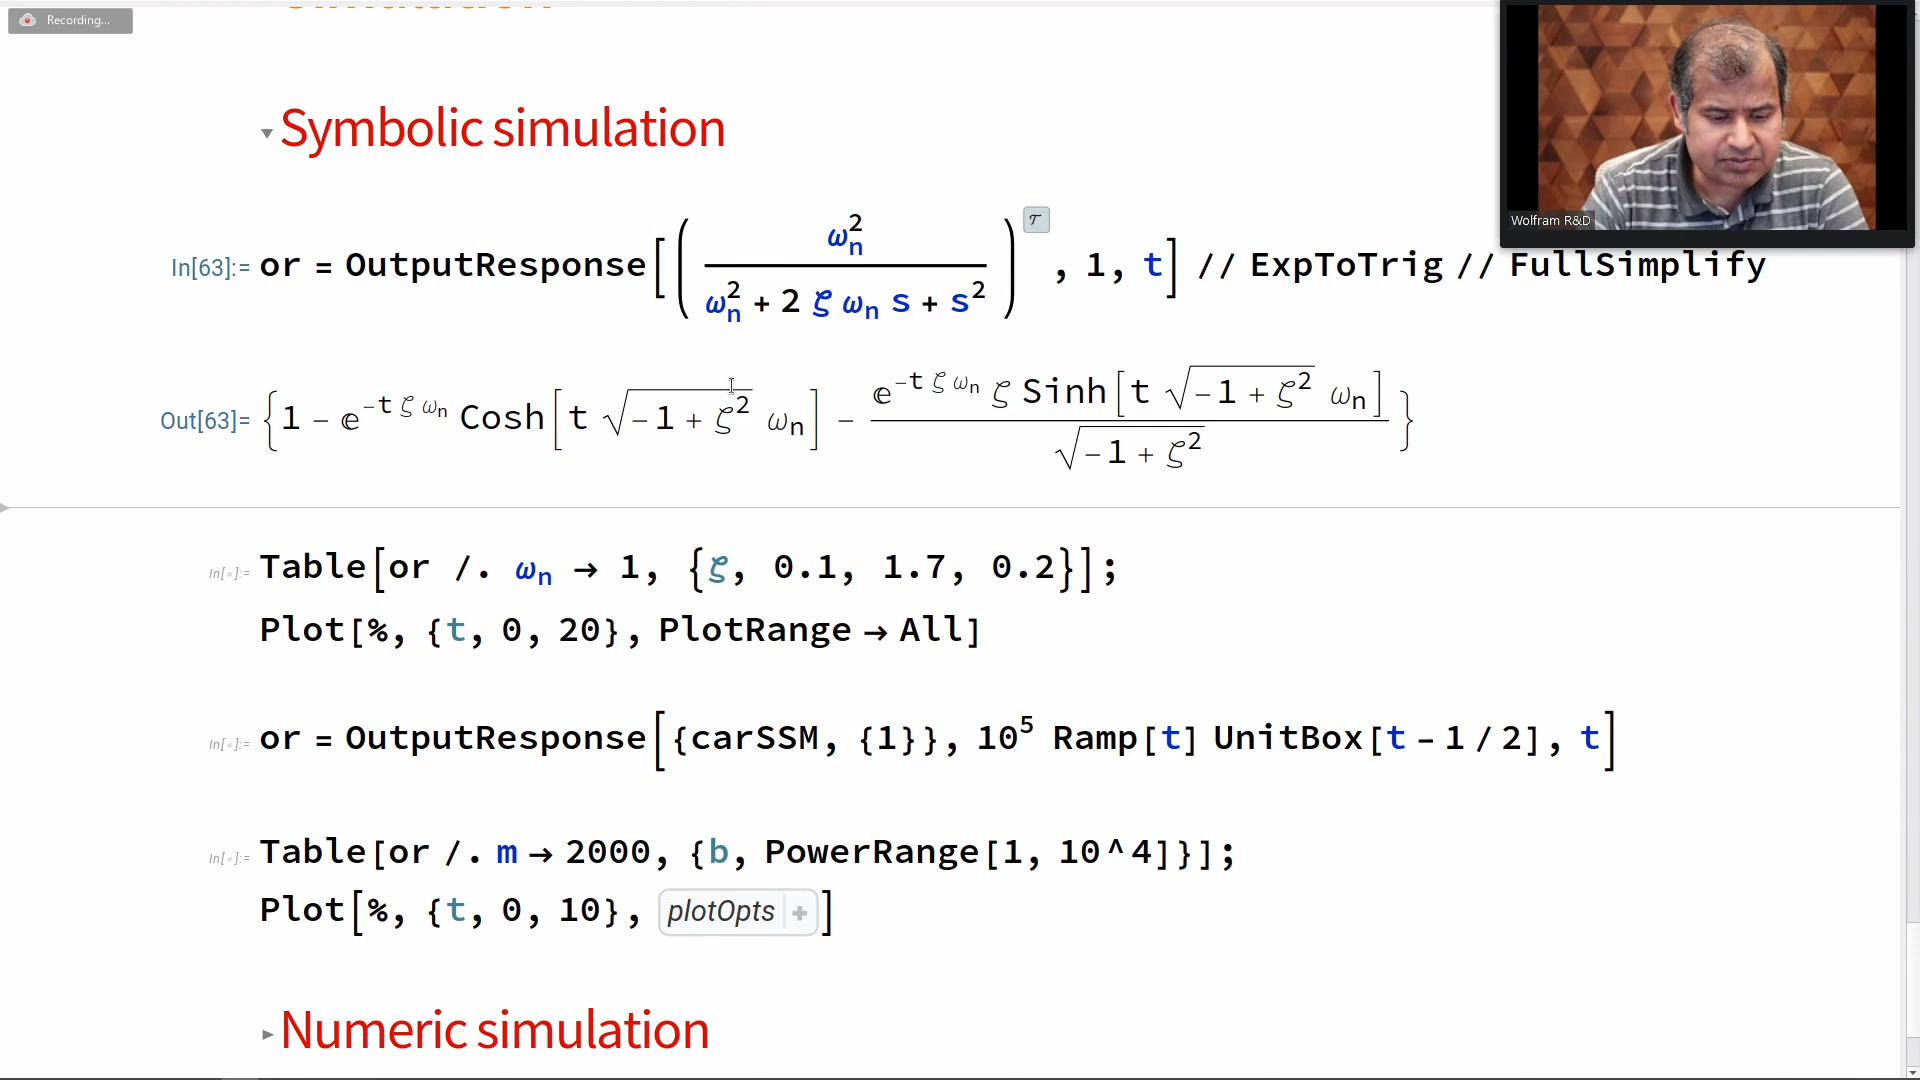 Recording...
Symbolic simulation
Wolfram R&D
In[63]:= or = OutputResponse[(ωn^2 / (ωn^2 + 2 ζ ωn s + s^2))^𝒯, 1, t] // ExpToTrig // FullSimplify
Out[63]= {1 - ⅇ^(-t ζ ωn) Cosh[t √(-1 + ζ^2) ωn] - (ⅇ^(-t ζ ωn) ζ Sinh[t √(-1 + ζ^2) ωn]) / √(-1 + ζ^2)}
In[•]:= Table[or /. ωn → 1, {ζ, 0.1, 1.7, 0.2}];
Plot[%, {t, 0, 20}, PlotRange → All]
In[•]:= or = OutputResponse[{carSSM, {1}}, 10^5 Ramp[t] UnitBox[t - 1 / 2], t]
In[•]:= Table[or /. m → 2000, {b, PowerRange[1, 10^4]}];
Plot[%, {t, 0, 10}, plotOpts +]
Numeric simulation